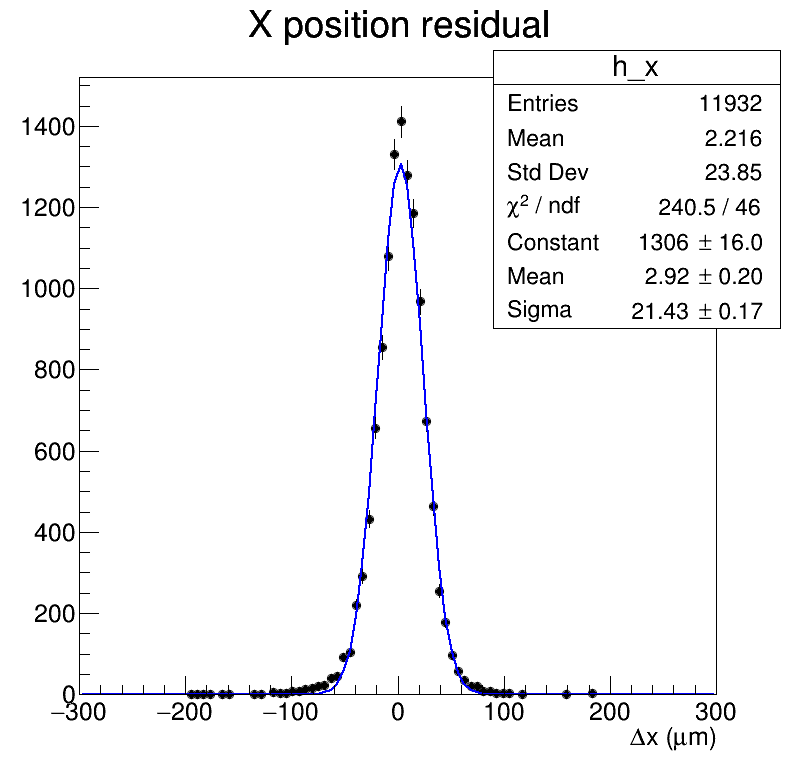 X position residual
h_x
Entries 11932
Mean 2.216
Std Dev 23.85
χ² / ndf 240.5 / 46
Constant 1306 ± 16.0
Mean 2.92 ± 0.20
Sigma 21.43 ± 0.17
1400
1200
1000
800
600
400
200
0
−300 −200 −100 0 100 200 300
Δx (μm)